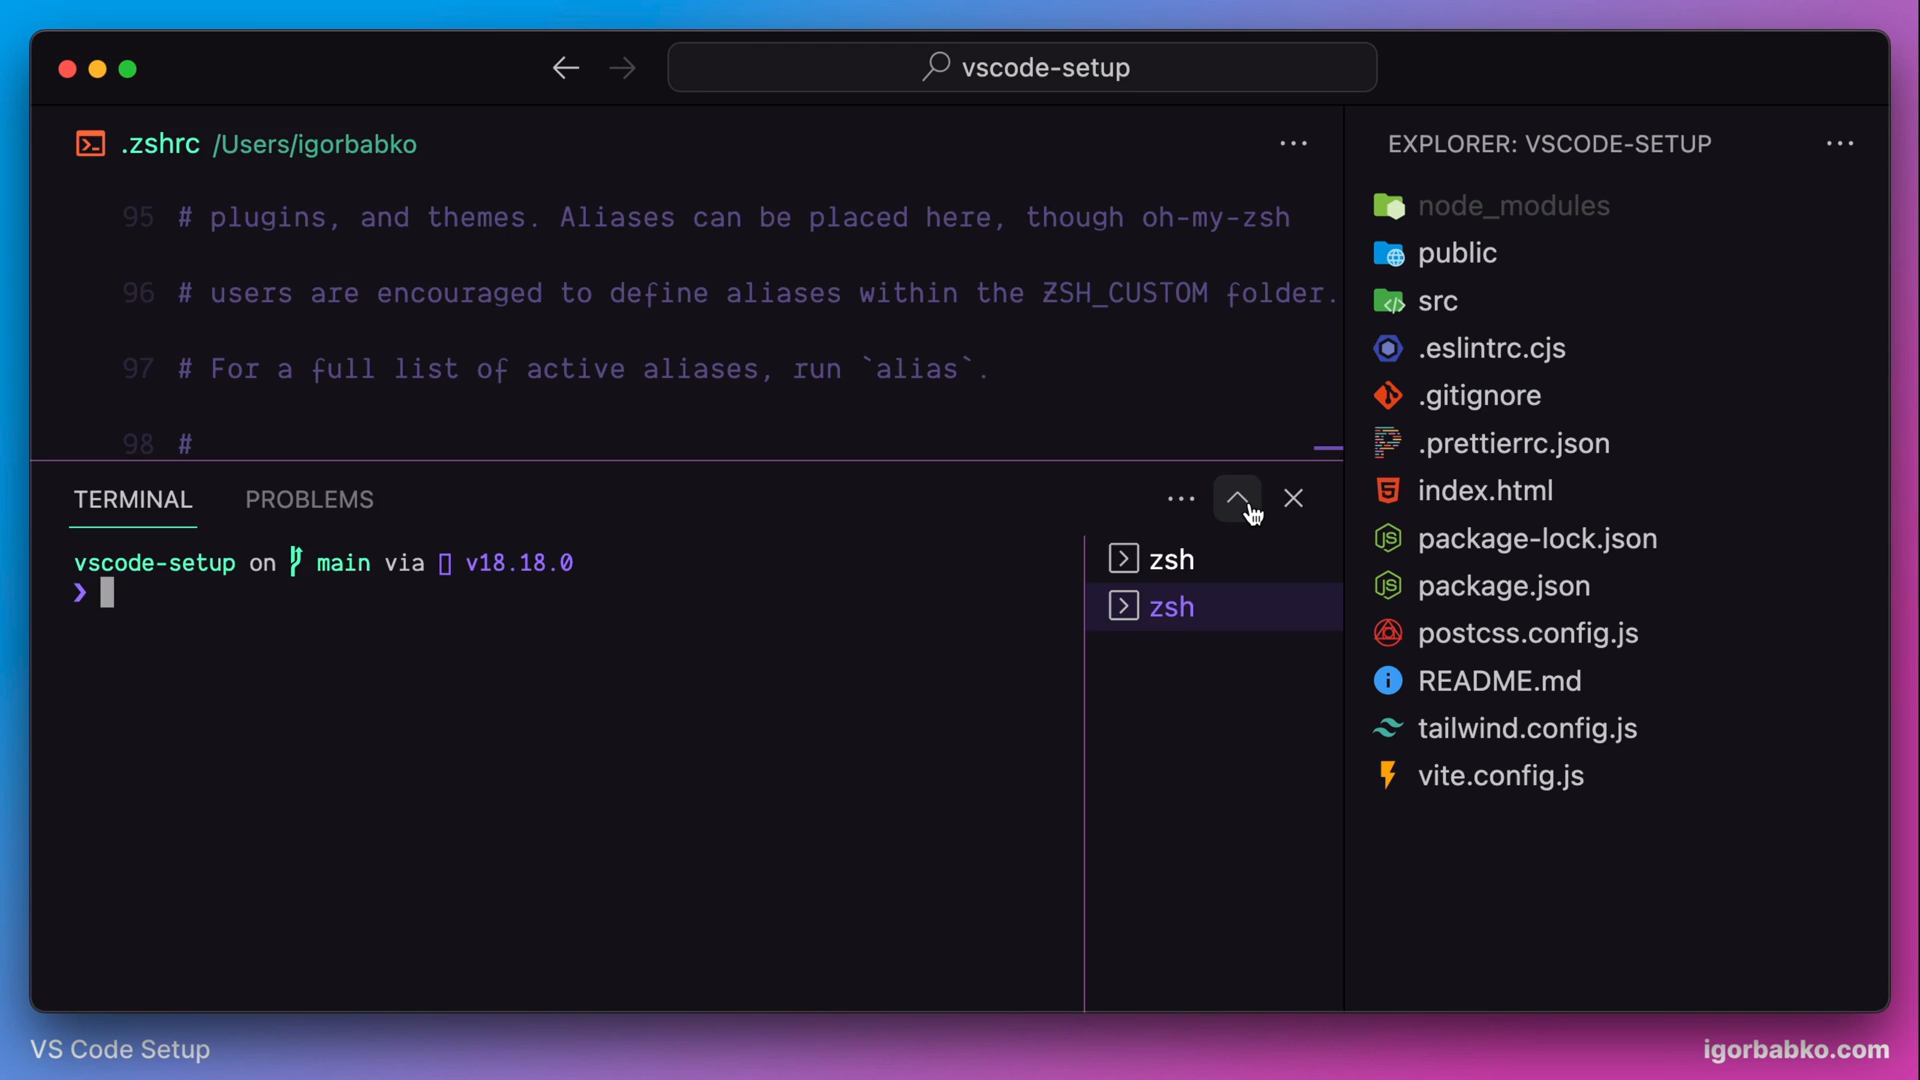 vscode-setup
.zshrc /Users/igorbabko
EXPLORER: VSCODE-SETUP
95 # plugins, and themes. Aliases can be placed here, though oh-my-zsh
96 # users are encouraged to define aliases within the ZSH_CUSTOM folder.
97 # For a full list of active aliases, run `alias`.
98 #
TERMINAL PROBLEMS
vscode-setup on main via v18.18.0
❯
zsh
zsh
node_modules
public
src
.eslintrc.cjs
.gitignore
.prettierrc.json
index.html
package-lock.json
package.json
postcss.config.js
README.md
tailwind.config.js
vite.config.js
VS Code Setup
igorbabko.com